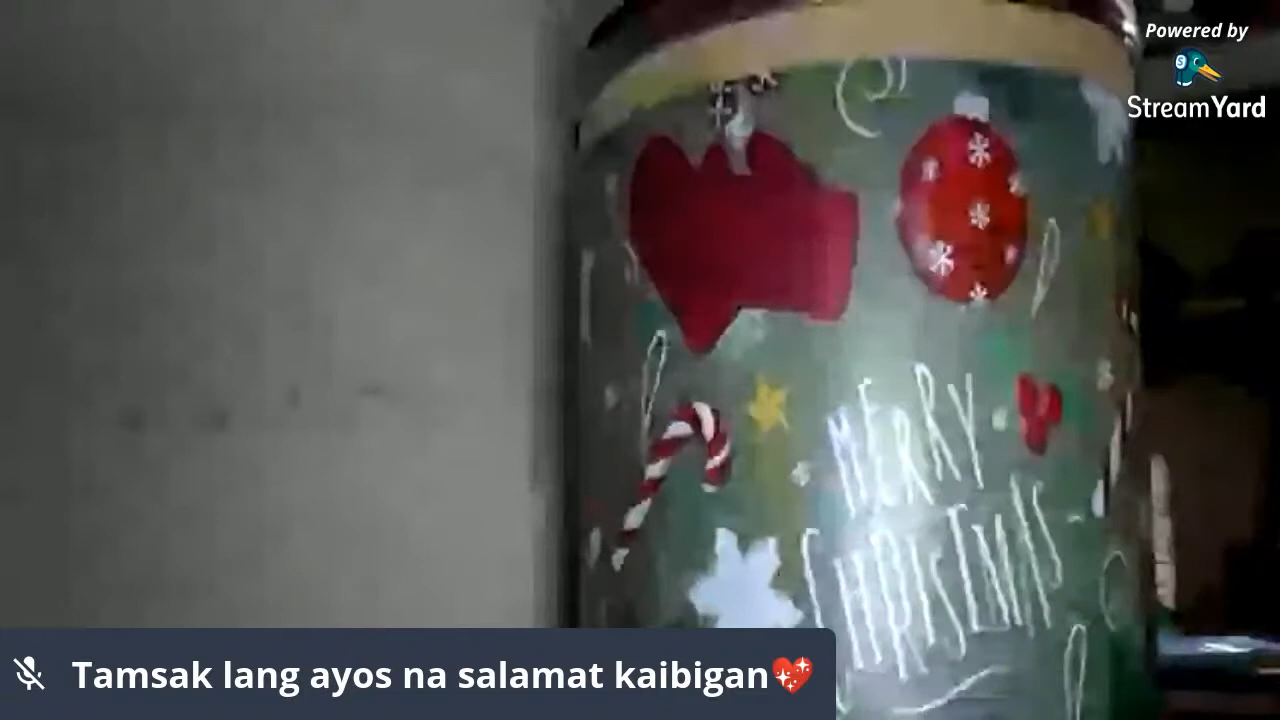 Powered by
StreamYard
MERRY
CHRISTMAS
Tamsak lang ayos na salamat kaibigan💖